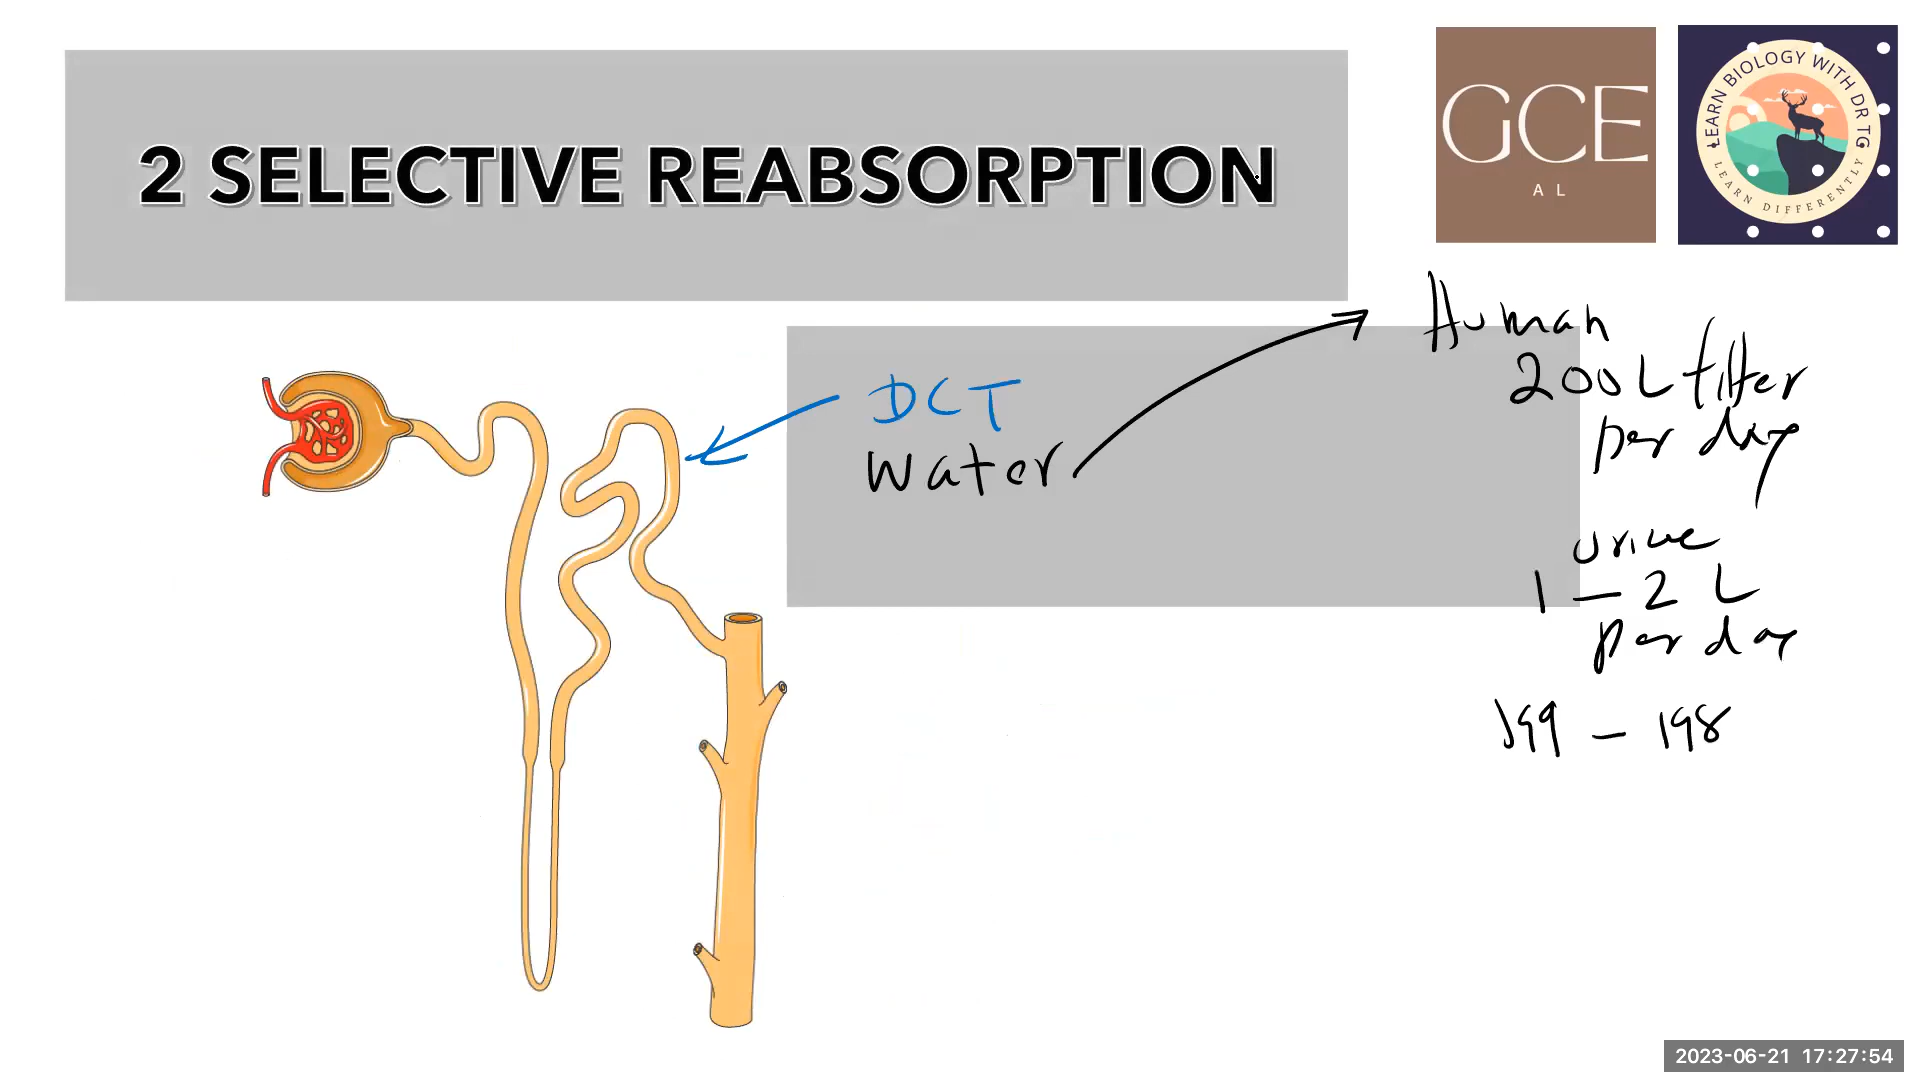 2 SELECTIVE REABSORPTION
GCE
AL
LEARN BIOLOGY WITH DR TG
LEARN DIFFERENTLY
DCT
Water
Human
200L filter
per day
urine
1 – 2 L
per day
199 – 198
2023-06-21 17:27:54